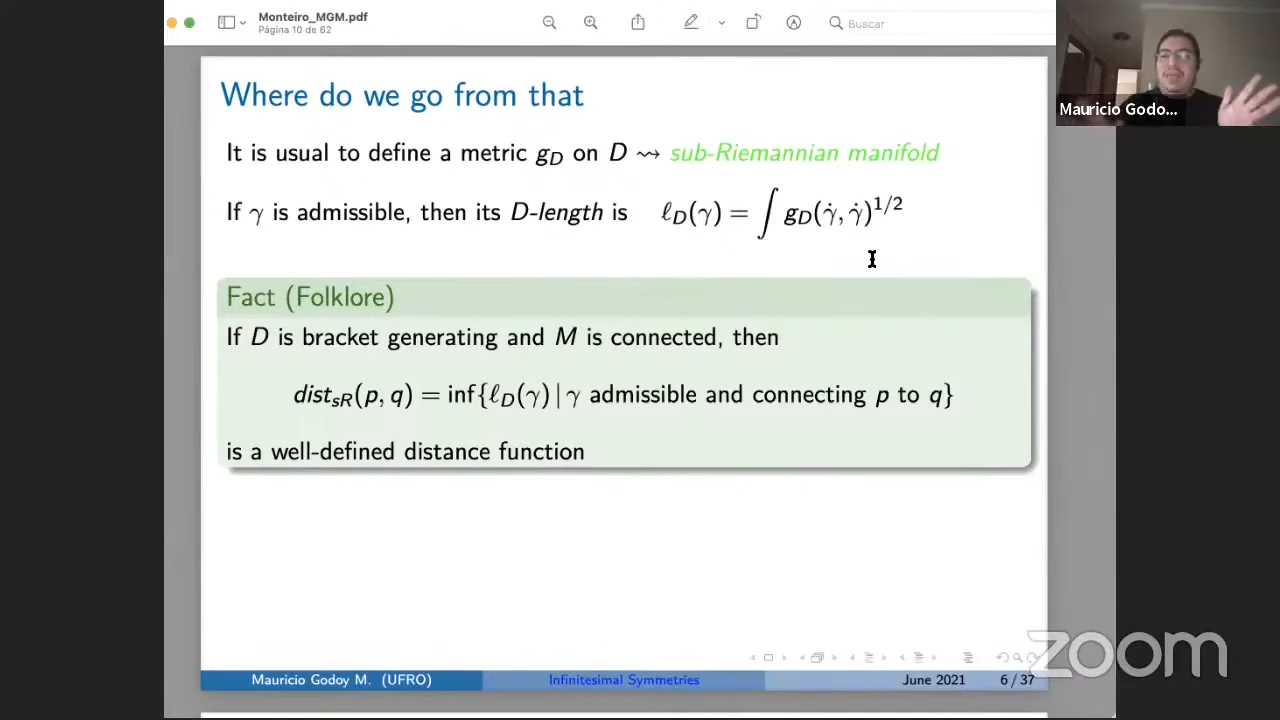 Monteiro_MGM.pdf
Página 10 de 62
Buscar
Mauricio Godo...
Where do we go from that
It is usual to define a metric g_D on D ⇝ sub-Riemannian manifold
If γ is admissible, then its D-length is ℓ_D(γ) = ∫ g_D(γ̇, γ̇)^{1/2}
Fact (Folklore)
If D is bracket generating and M is connected, then
dist_{sR}(p, q) = inf{ℓ_D(γ) | γ admissible and connecting p to q}
is a well-defined distance function
zoom
Mauricio Godoy M. (UFRO) Infinitesimal Symmetries June 2021 6 / 37